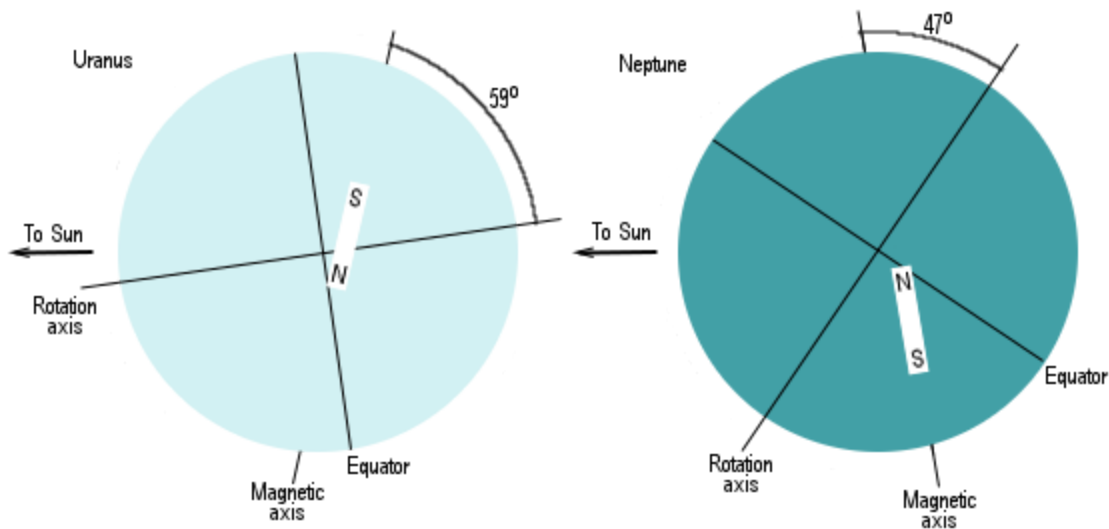 Uranus
59°
S
To Sun
N
Rotation
axis
Equator
Magnetic
axis
47°
Neptune
To Sun
N
S
Equator
Rotation
axis
Magnetic
axis